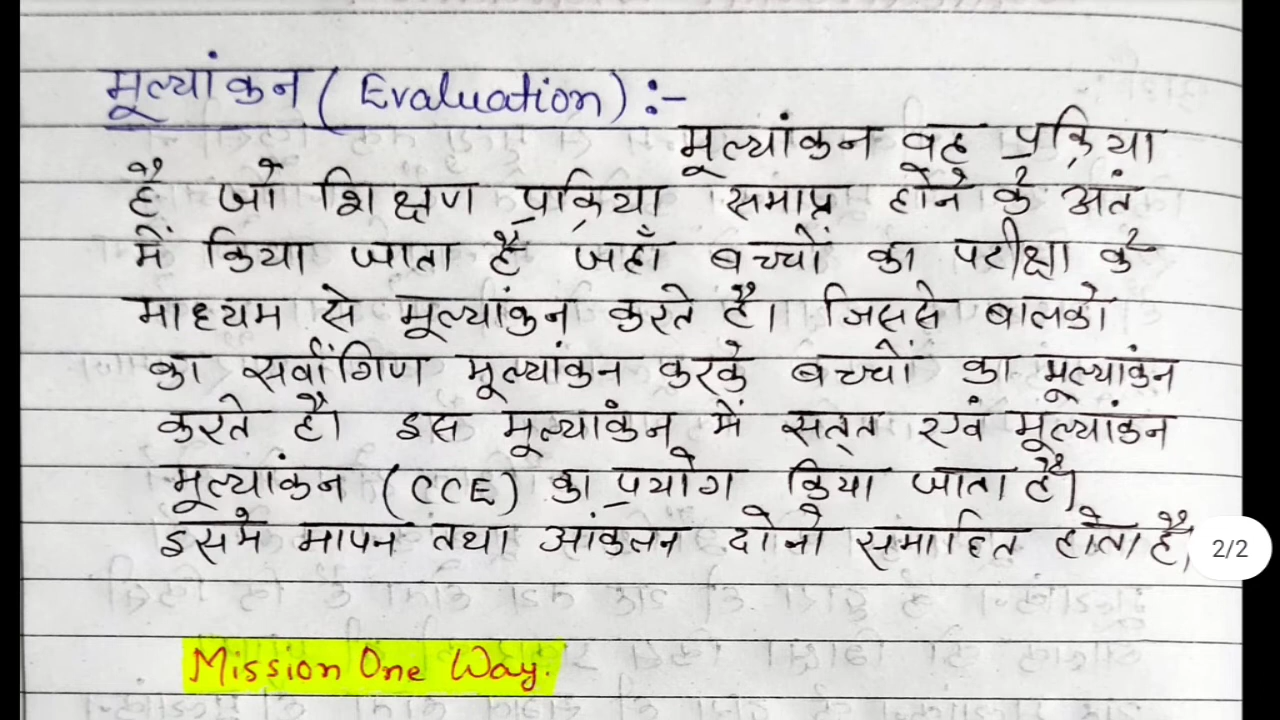 मूल्यांकन (Evaluation) :-
मूल्यांकन वह प्रक्रिया
है जो शिक्षण प्रक्रिया समाप्त होने के अंत
में किया जाता है जहाँ बच्चों का परीक्षा के
माध्यम से मूल्यांकन करते है। जिससे बालको
का सर्वांगिण मूल्यांकन करके बच्चों का मूल्यांकन
करते है। इस मूल्यांकन में सतत् एवं मूल्यांकन
मूल्यांकन (CCE) का प्रयोग किया जाता है।
इसमे मापन तथा आंकलन दोनो समाहित होता है।
2/2
Mission One Way.